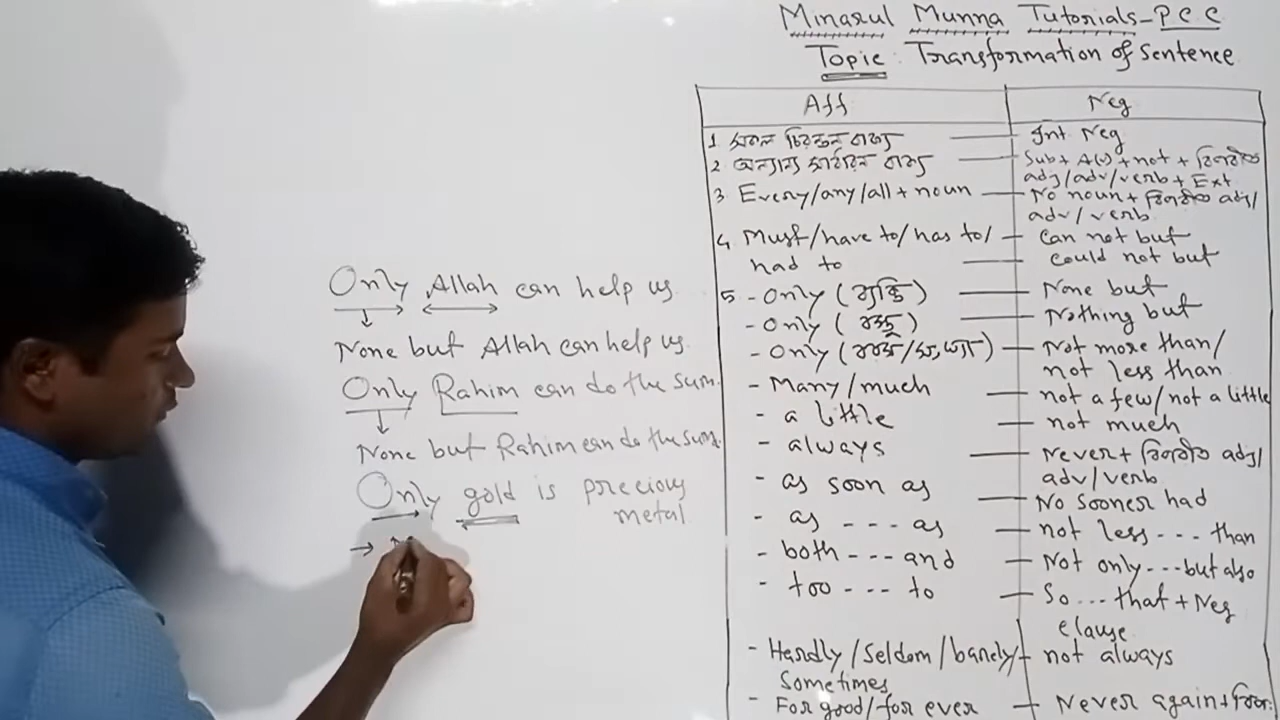 Minarul Munna Tutorials-PCC
Topic: Transformation of Sentence
Aff Neg
1. সকল চিরন্তন বাক্য — Int Neg
2. অন্যান্য সাধারন বাক্য — Sub + A(v) + not + বিপরীত
adj/adv/verb + Ext.
3. Every/any/all + noun — No noun + বিপরীত adj/
adv/verb
4. Must/have to/has to/ — Can not but
had to — could not but
5 - Only (ব্যক্তি) — None but
- Only (বস্তু) — Nothing but
- Only ( ) — Not more than/
not less than
- Many/much — not a few/not a little
- a little — not much
- always — Never + বিপরীত adj/
adv/verb
- as soon as — No sooner had
- as --- as — not less --- than
- both --- and — Not only --- but also
- too --- to — So --- that + Neg
clause
- Hardly/Seldom/barely/ — not always
Sometimes
- For good/for ever — Never again +
Only Allah can help us
None but Allah can help us.
Only Rahim can do the sum.
None but Rahim can do the sum.
Only gold is precious
metal
→ N